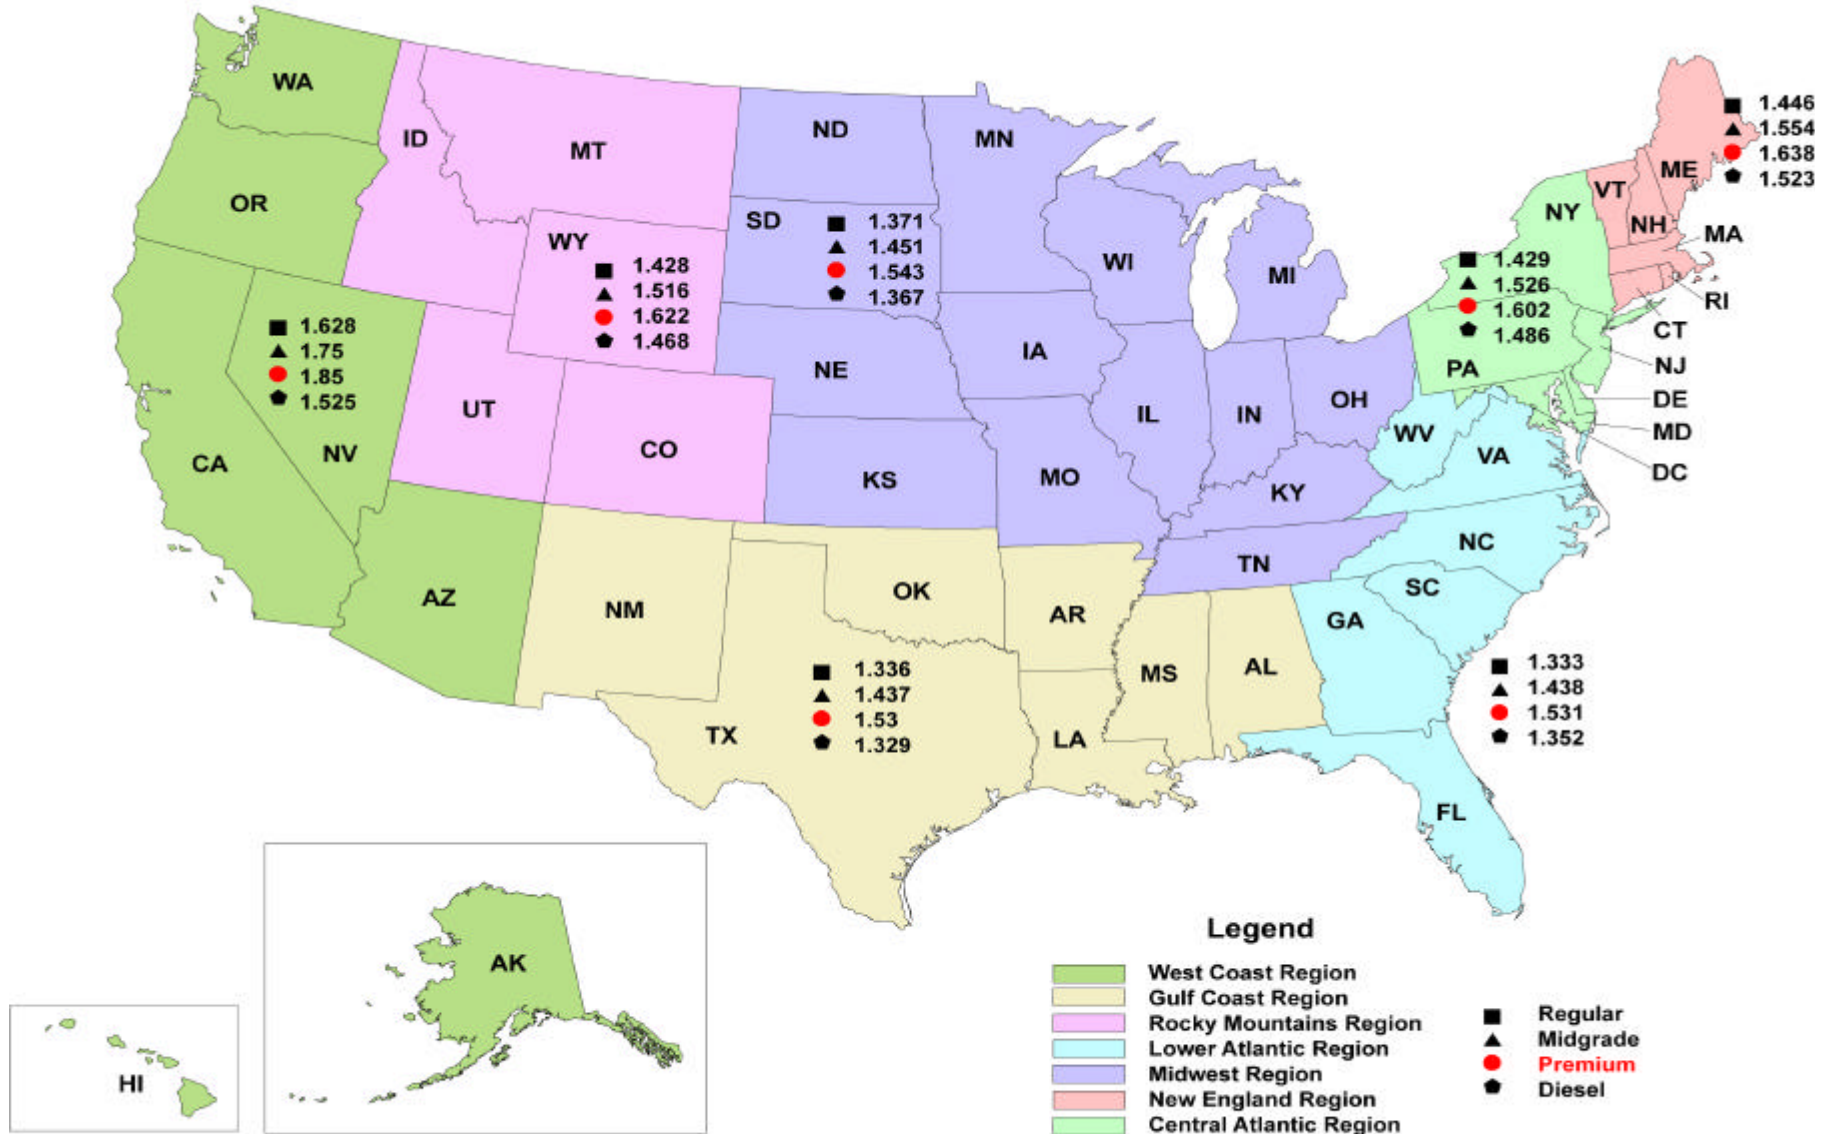 WA
ID
MT
ND
MN
OR
WY
1.428
1.516
1.622
1.468
SD
1.371
1.451
1.543
1.367
WI
MI
NY
VT
NH
ME
1.446
1.554
1.638
1.523
MA
RI
CT
NJ
DE
MD
DC
1.429
1.526
1.602
1.486
PA
1.628
1.75
1.85
1.525
CA
NV
UT
CO
NE
IA
KS
MO
IL
IN
OH
KY
WV
VA
AZ
NM
OK
AR
TN
NC
SC
GA
MS
AL
LA
TX
1.336
1.437
1.53
1.329
1.333
1.438
1.531
1.352
FL
AK
HI
Legend
West Coast Region
Gulf Coast Region
Rocky Mountains Region
Lower Atlantic Region
Midwest Region
New England Region
Central Atlantic Region
Regular
Midgrade
Premium
Diesel